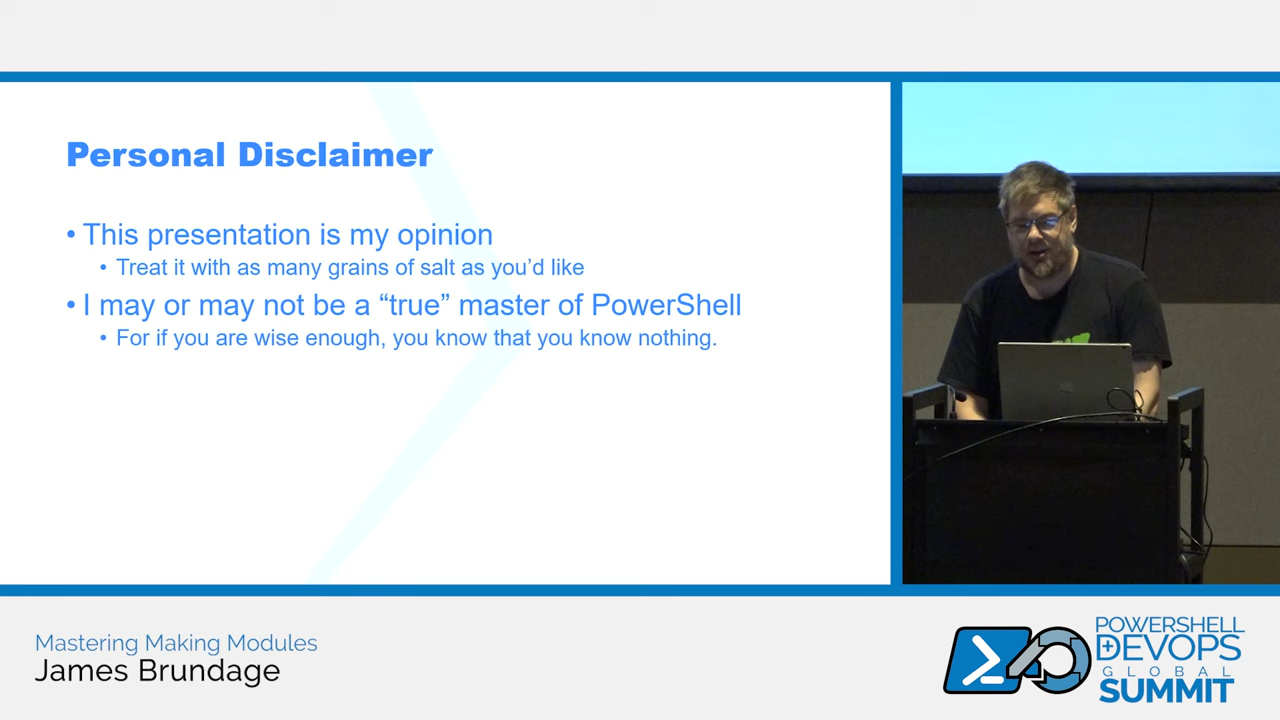 Personal Disclaimer
• This presentation is my opinion
• Treat it with as many grains of salt as you’d like
• I may or may not be a “true” master of PowerShell
• For if you are wise enough, you know that you know nothing.
Mastering Making Modules
James Brundage
POWERSHELL
DEVOPS
GLOBAL
SUMMIT